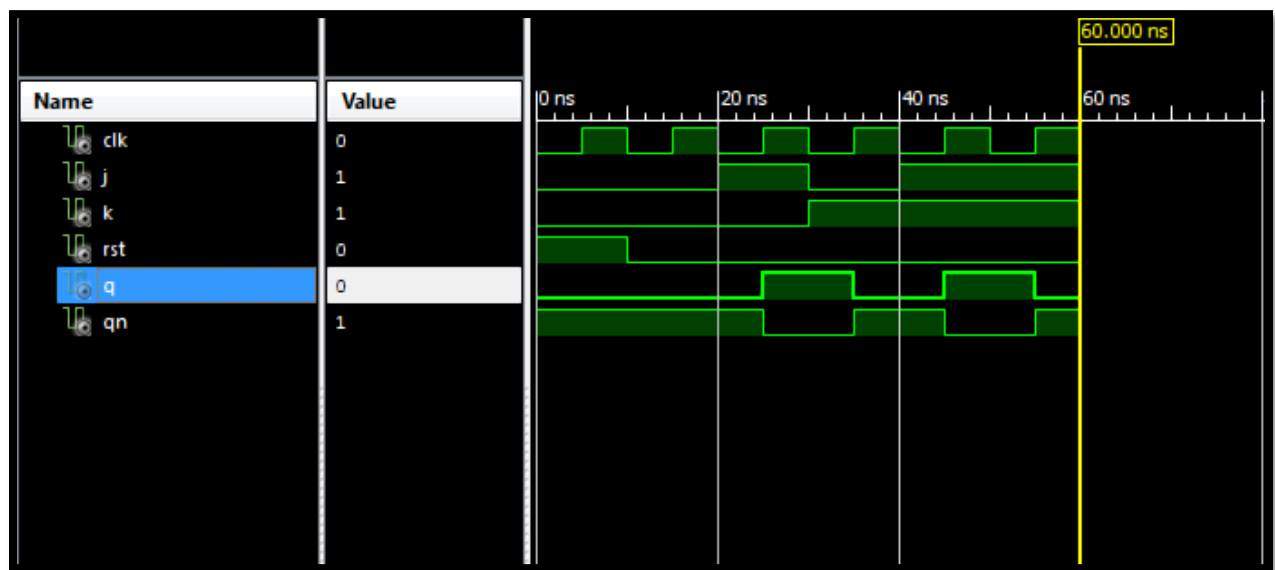 60.000 ns
Name Value 0 ns 20 ns 40 ns 60 ns
clk 0
j 1
k 1
rst 0
q 0
qn 1